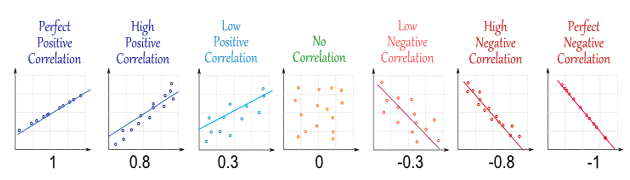 Perfect
Positive
Correlation
High
Positive
Correlation
Low
Positive
Correlation
No
Correlation
Low
Negative
Correlation
High
Negative
Correlation
Perfect
Negative
Correlation
1
0.8
0.3
0
-0.3
-0.8
-1